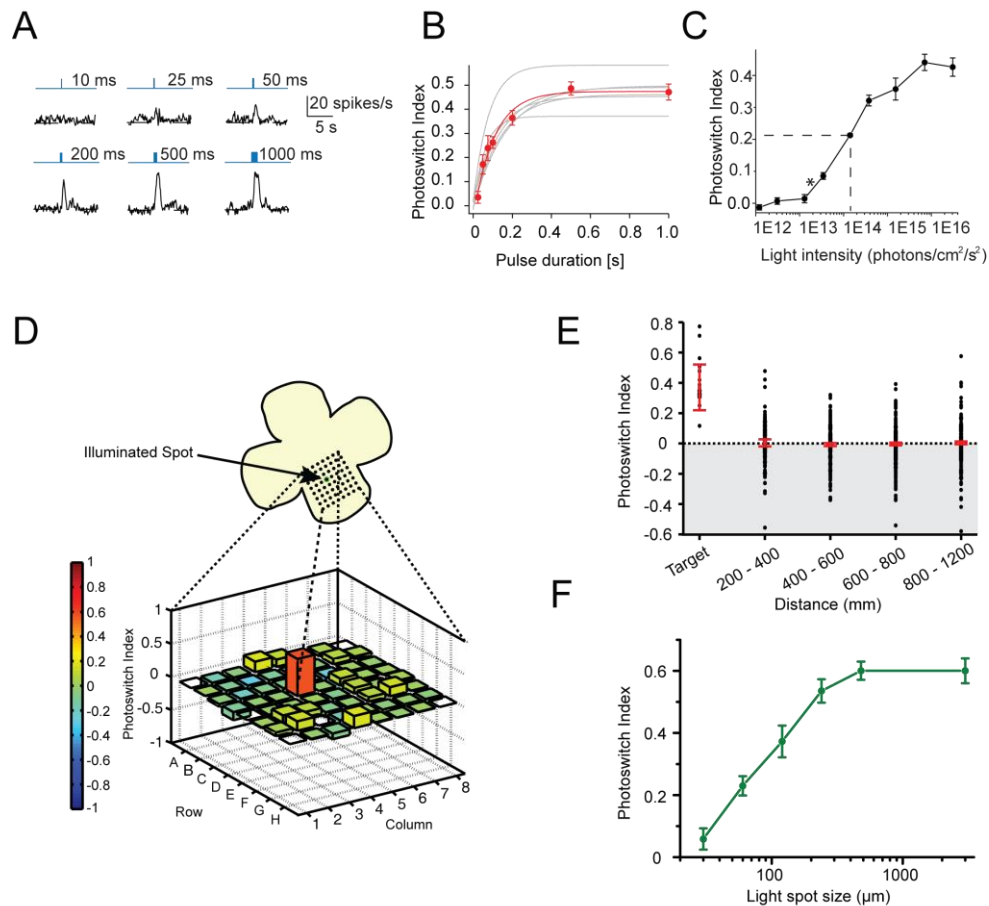 A
10 ms
25 ms
50 ms
20 spikes/s
5 s
200 ms
500 ms
1000 ms
B
Photoswitch Index
0.5
0.4
0.3
0.2
0.1
0
0
0.2
0.6
1.0
Pulse duration [s]
C
Photoswitch Index
0.4
0.3
0.2
0.1
0.0
*
1E12
1E13
1E14
1E15
1E16
Light intensity (photons/cm²/s²)
D
Illuminated Spot
1
0.8
0.6
0.4
0.2
0
-0.2
-0.4
-0.6
-0.8
-1
Photoswitch Index
1
0.5
0
-0.5
-1
A
B
C
D
E
F
G
H
Row
1
2
3
4
5
6
7
8
Column
E
Photoswitch Index
0.8
0.6
0.4
0.2
0
-0.2
-0.4
-0.6
Target
200 - 400
400 - 600
600 - 800
800 - 1200
Distance (mm)
F
Photoswitch Index
0.6
0.4
0.2
0
100
1000
Light spot size (µm)